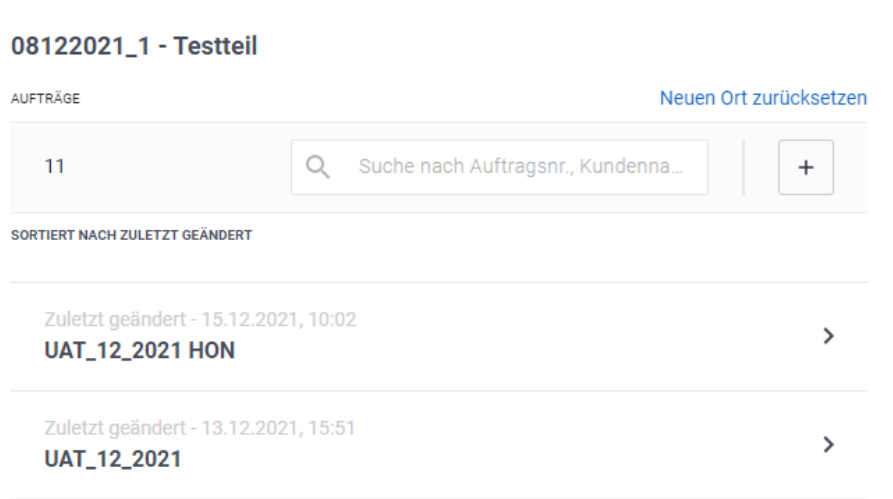 08122021_1 - Testteil
AUFTRÄGE
Neuen Ort zurücksetzen
11
Suche nach Auftragsnr., Kundenna...
+
SORTIERT NACH ZULETZT GEÄNDERT
Zuletzt geändert - 15.12.2021, 10:02
UAT_12_2021 HON
Zuletzt geändert - 13.12.2021, 15:51
UAT_12_2021